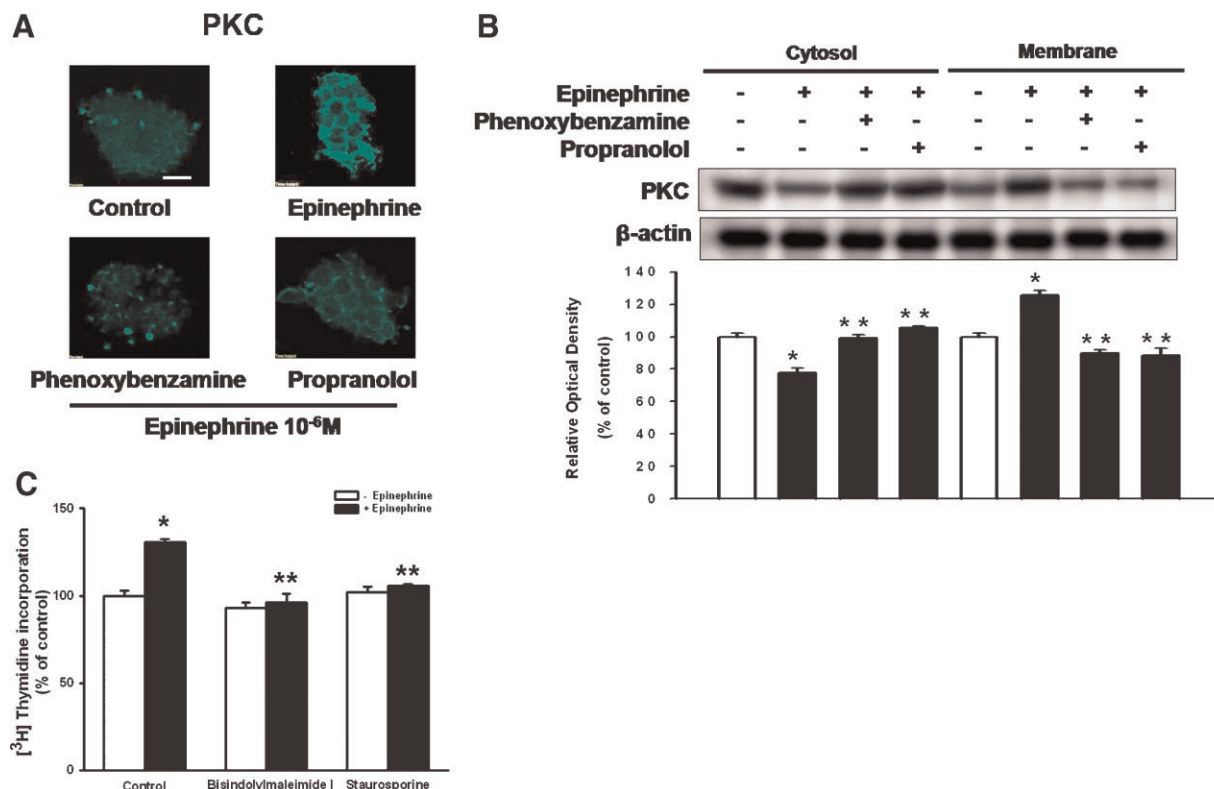 A
PKC
Control
Epinephrine
Phenoxybenzamine
Propranolol
Epinephrine 10⁻⁶M
B
Cytosol
Membrane
Epinephrine - + + + - + + +
Phenoxybenzamine - - + - - - + -
Propranolol - - - + - - - +
PKC
β-actin
Relative Optical Density
(% of control)
140
120
100
80
60
40
20
0
*
**
**
*
**
**
C
- Epinephrine
+ Epinephrine
[³H] Thymidine incorporation
(% of control)
150
100
50
0
*
**
**
Control
Bisindolylmaleimide I
Staurosporine